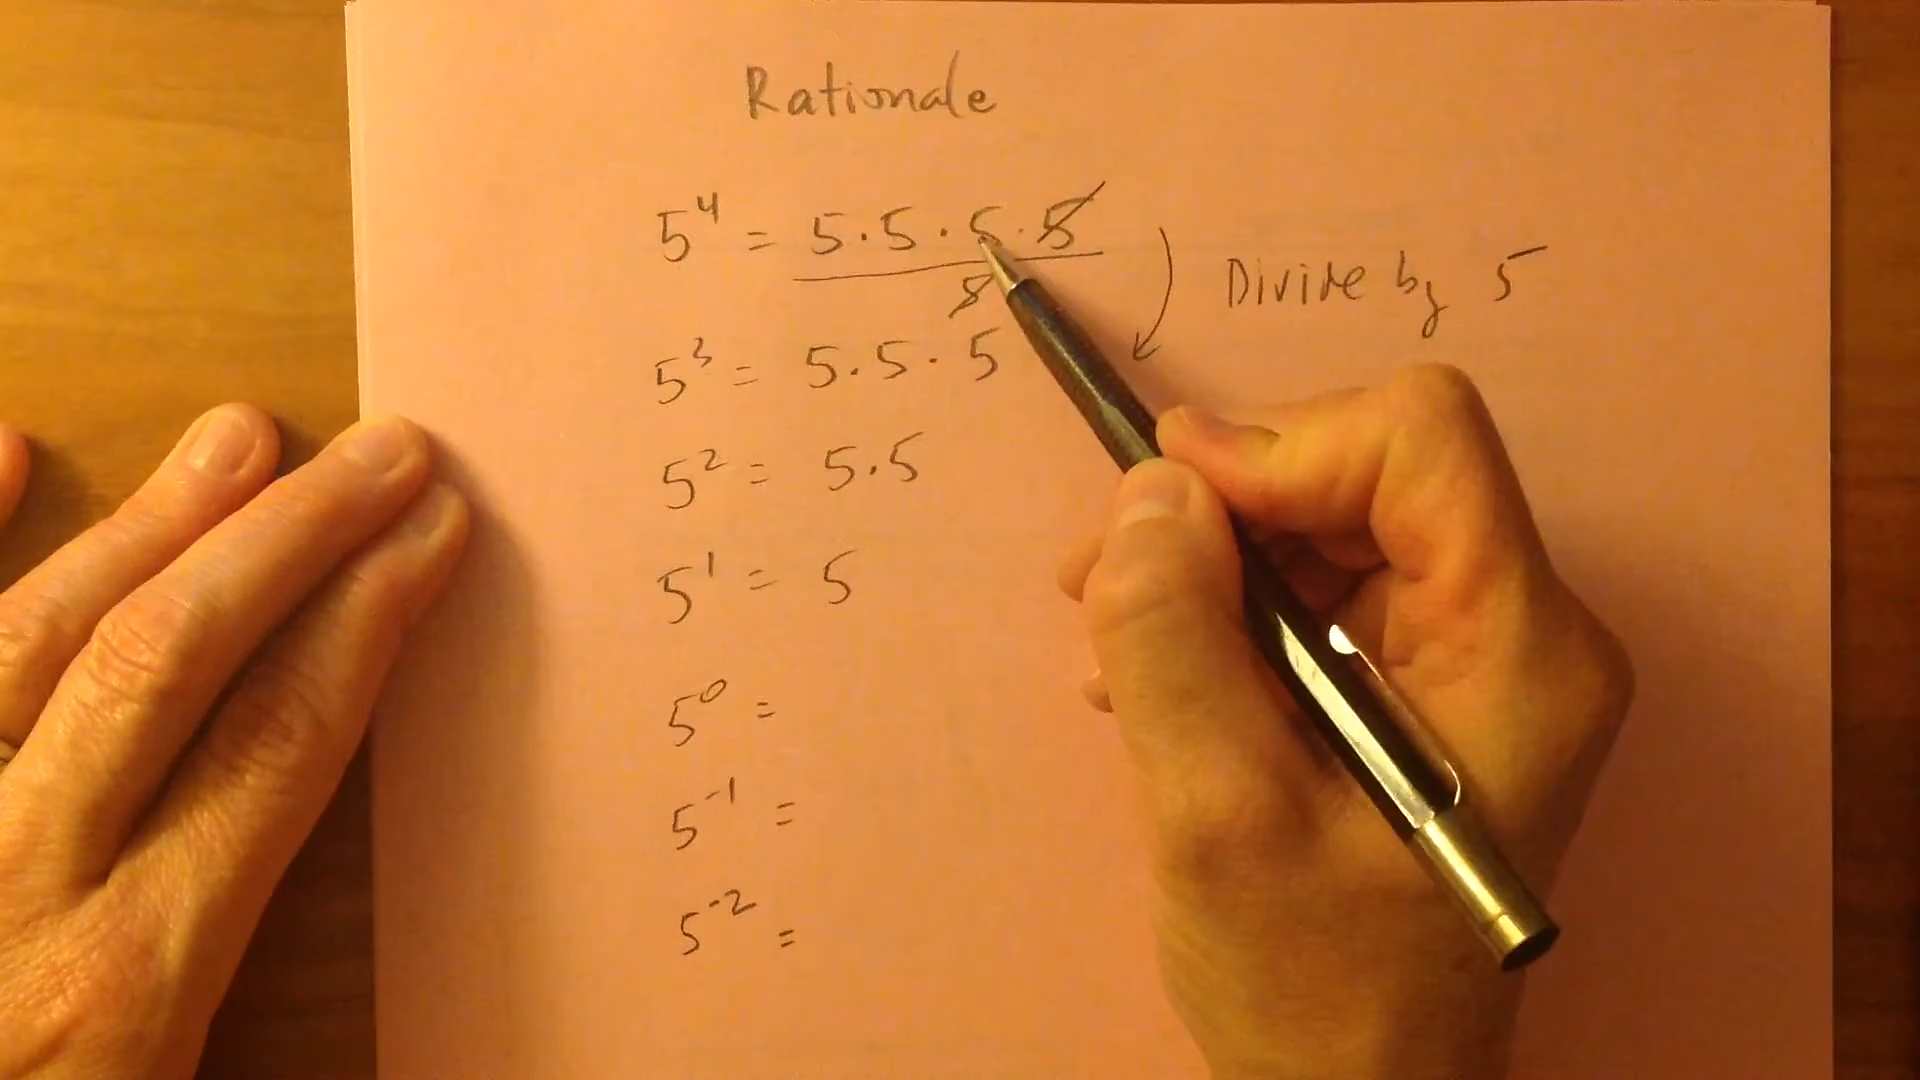 Rationale
5⁴ = 5 · 5 · 5 · 5
5
Divide by 5
5³ = 5 · 5 · 5
5² = 5 · 5
5¹ = 5
5⁰ =
5⁻¹ =
5⁻² =